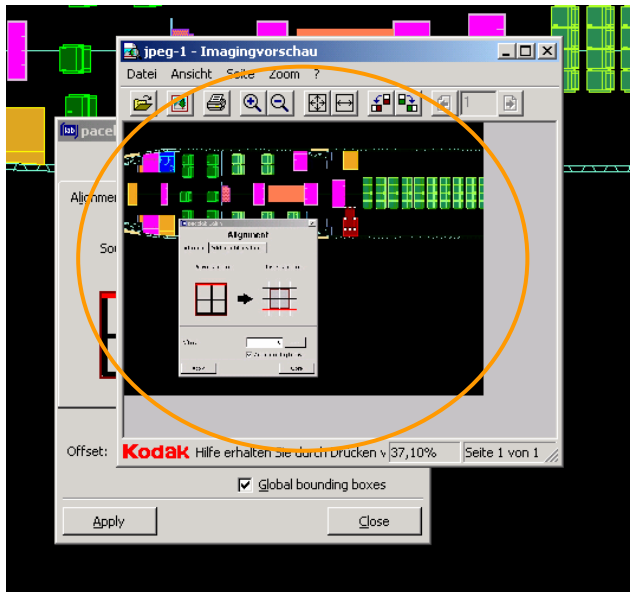 jpeg-1 - Imagingvorschau
Datei Ansicht Seite Zoom ?
1
Alignment
Offset:
Kodak Hilfe erhalten Sie durch Drucken v 37,10% Seite 1 von 1
Global bounding boxes
Apply Close